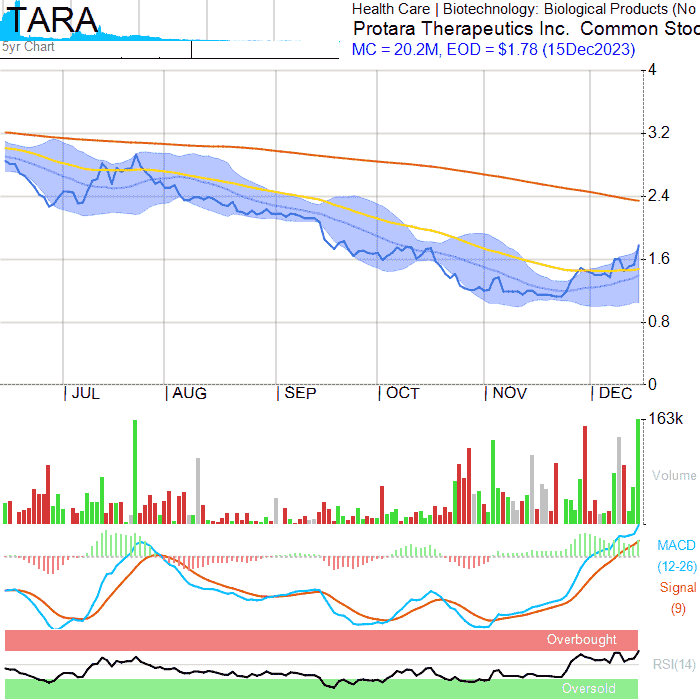 TARA
5yr Chart
Health Care | Biotechnology: Biological Products (No
Protara Therapeutics Inc.  Common Stoc
MC = 20.2M, EOD = $1.78 (15Dec2023)
4
3.2
2.4
1.6
0.8
0
| JUL | AUG | SEP | OCT | NOV | DEC
163k
Volume
MACD
(12-26)
Signal
(9)
Overbought
RSI(14)
Oversold